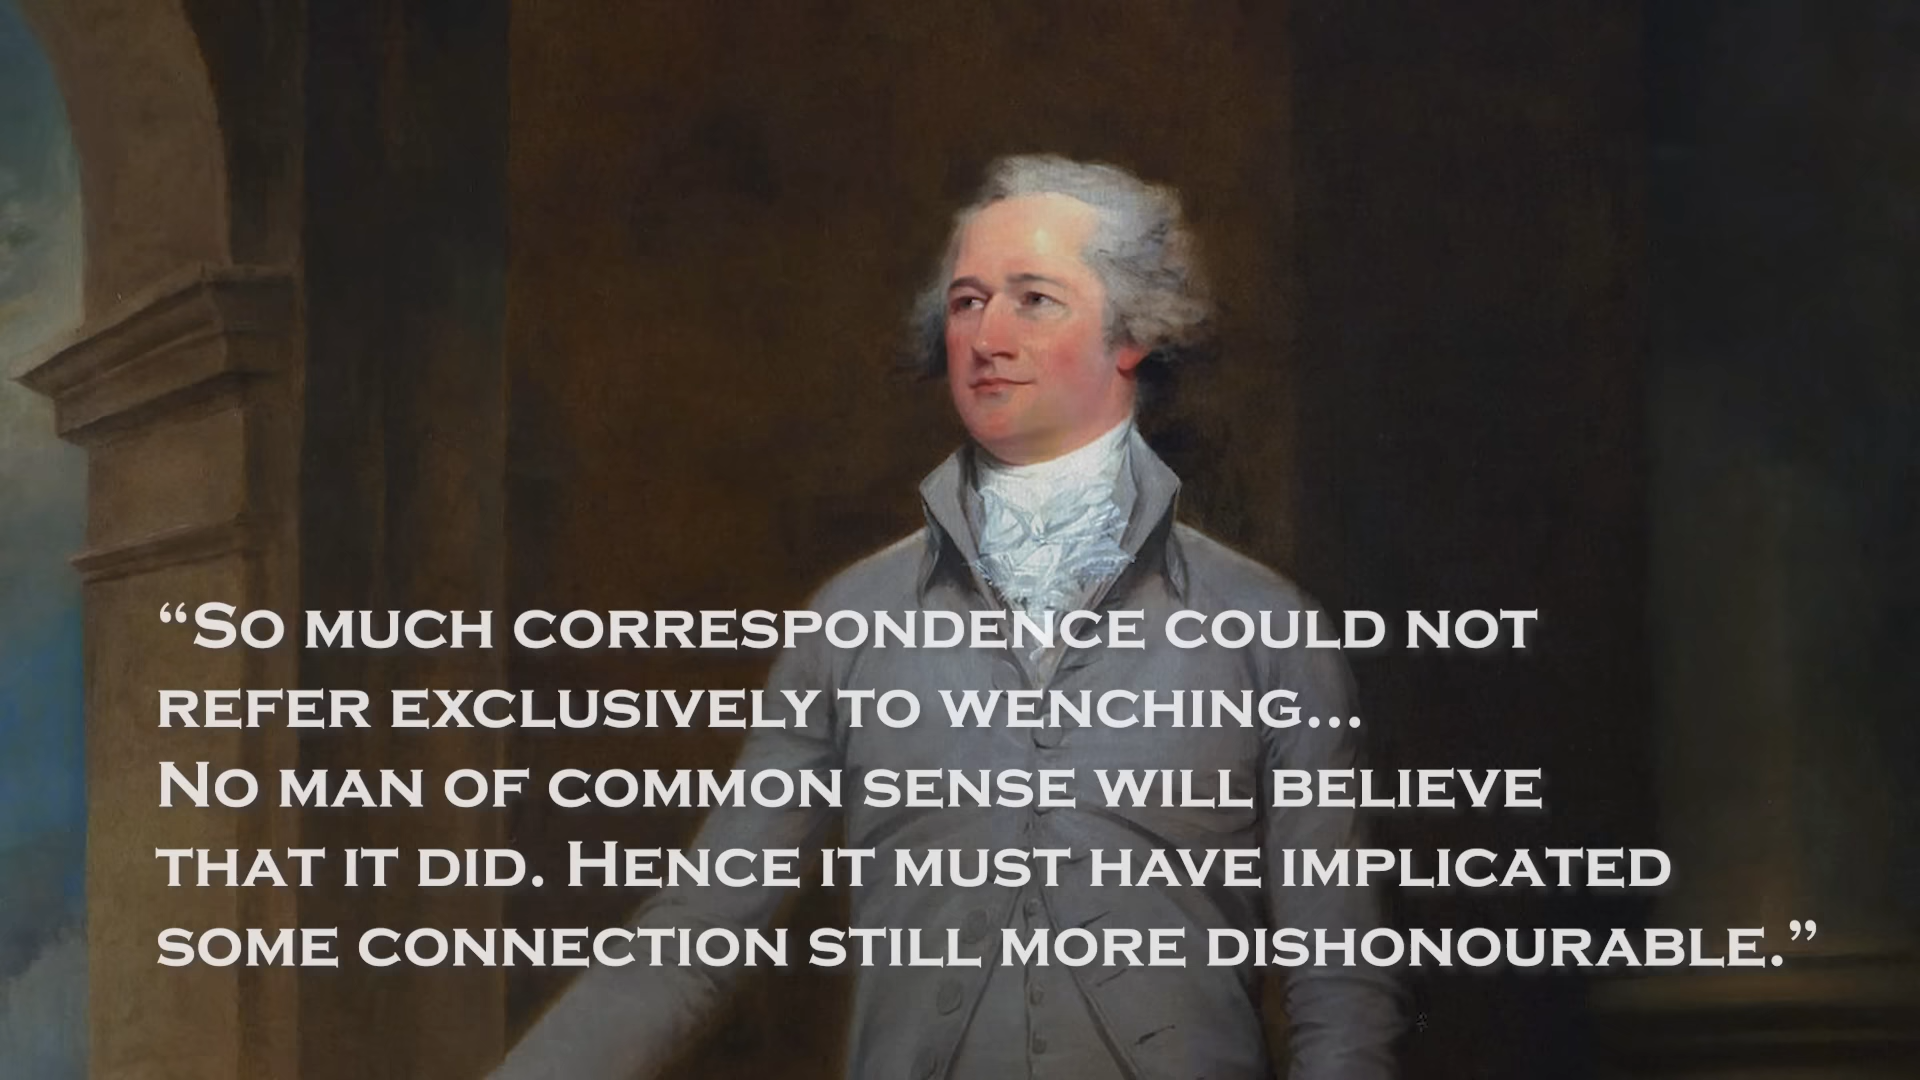 “So much correspondence could not
refer exclusively to wenching...
No man of common sense will believe
that it did. Hence it must have implicated
some connection still more dishonourable.”